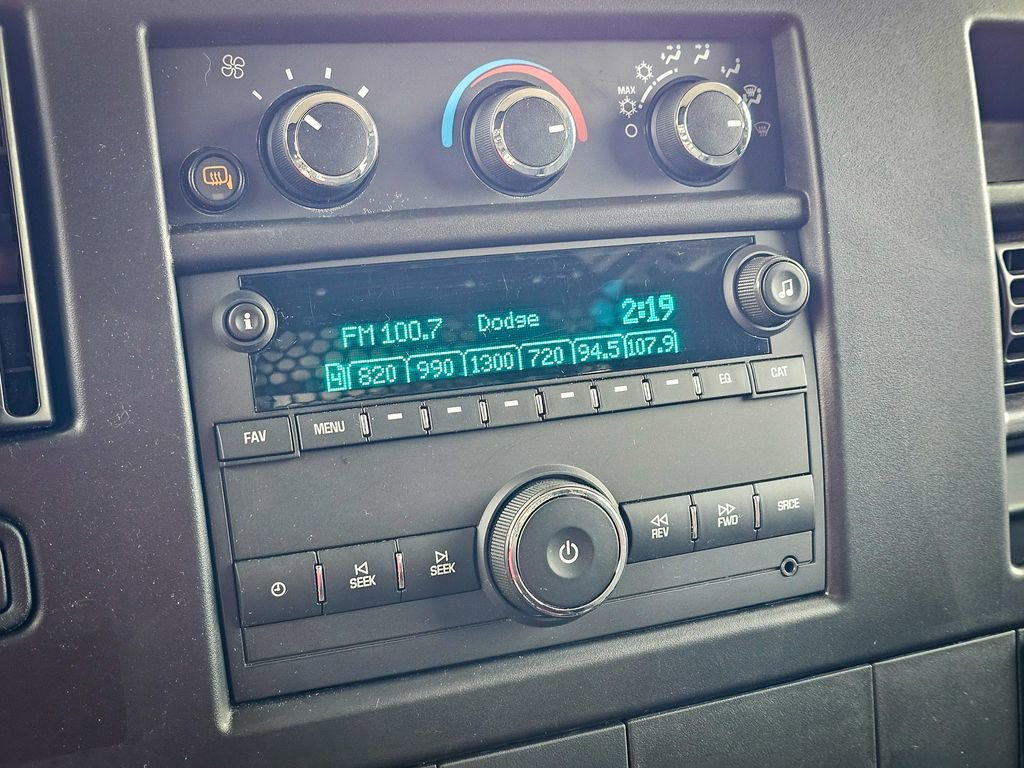 MAX
FM 100.7 Dodge 2:19
4 820 990 1300 720 94.5 107.9
FAV MENU EQ CAT
SEEK SEEK REV FWD SRCE